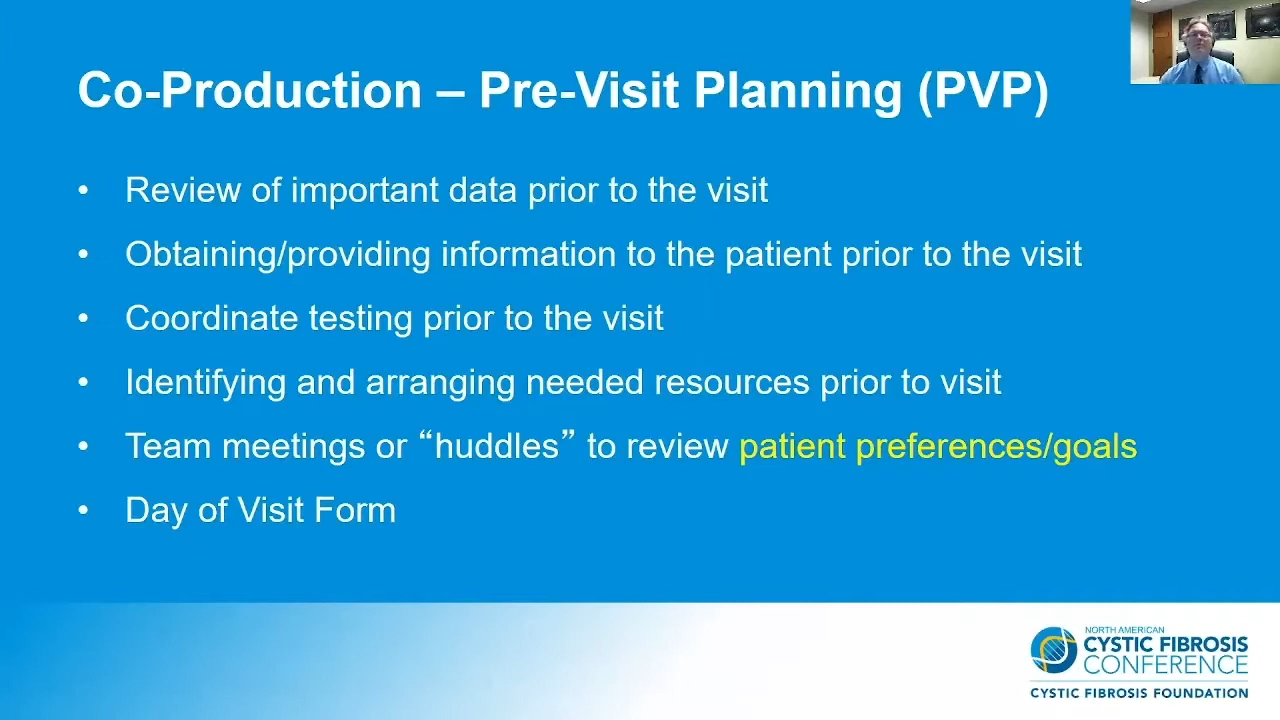 Co-Production – Pre-Visit Planning (PVP)
• Review of important data prior to the visit
• Obtaining/providing information to the patient prior to the visit
• Coordinate testing prior to the visit
• Identifying and arranging needed resources prior to visit
• Team meetings or “huddles” to review patient preferences/goals
• Day of Visit Form
NORTH AMERICAN
CYSTIC FIBROSIS
CONFERENCE
CYSTIC FIBROSIS FOUNDATION